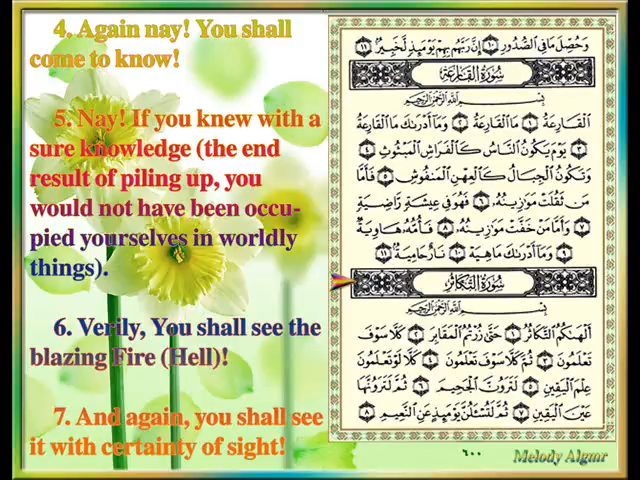 4. Again nay! You shall
come to know!
5. Nay! If you knew with a
sure knowledge (the end
result of piling up, you
would not have been occu-
pied yourselves in worldly
things).
6. Verily, You shall see the
blazing Fire (Hell)!
7. And again, you shall see
it with certainty of sight!
وَحُصِّلَ مَا فِي الصُّدُورِ ١٠ إِنَّ رَبَّهُم بِهِمْ يَوْمَئِذٍ لَّخَبِيرٌ ١١
سُورَةُ القَارِعَة
بِسْمِ اللَّهِ الرَّحْمَٰنِ الرَّحِيمِ
الْقَارِعَةُ ١ مَا الْقَارِعَةُ ٢ وَمَا أَدْرَاكَ مَا الْقَارِعَةُ
٣ يَوْمَ يَكُونُ النَّاسُ كَالْفَرَاشِ الْمَبْثُوثِ ٤
وَتَكُونُ الْجِبَالُ كَالْعِهْنِ الْمَنفُوشِ ٥ فَأَمَّا
مَن ثَقُلَتْ مَوَازِينُهُ ٦ فَهُوَ فِي عِيشَةٍ رَّاضِيَةٍ
٧ وَأَمَّا مَنْ خَفَّتْ مَوَازِينُهُ ٨ فَأُمُّهُ هَاوِيَةٌ
٩ وَمَا أَدْرَاكَ مَا هِيَهْ ١٠ نَارٌ حَامِيَةٌ ١١
سُورَةُ التَّكَاثُر
بِسْمِ اللَّهِ الرَّحْمَٰنِ الرَّحِيمِ
أَلْهَاكُمُ التَّكَاثُرُ ١ حَتَّىٰ زُرْتُمُ الْمَقَابِرَ ٢ كَلَّا سَوْفَ
تَعْلَمُونَ ٣ ثُمَّ كَلَّا سَوْفَ تَعْلَمُونَ ٤ كَلَّا لَوْ تَعْلَمُونَ
عِلْمَ الْيَقِينِ ٥ لَتَرَوُنَّ الْجَحِيمَ ٦ ثُمَّ لَتَرَوُنَّهَا
عَيْنَ الْيَقِينِ ٧ ثُمَّ لَتُسْأَلُنَّ يَوْمَئِذٍ عَنِ النَّعِيمِ ٨
٦٠٠
Melody Algmr